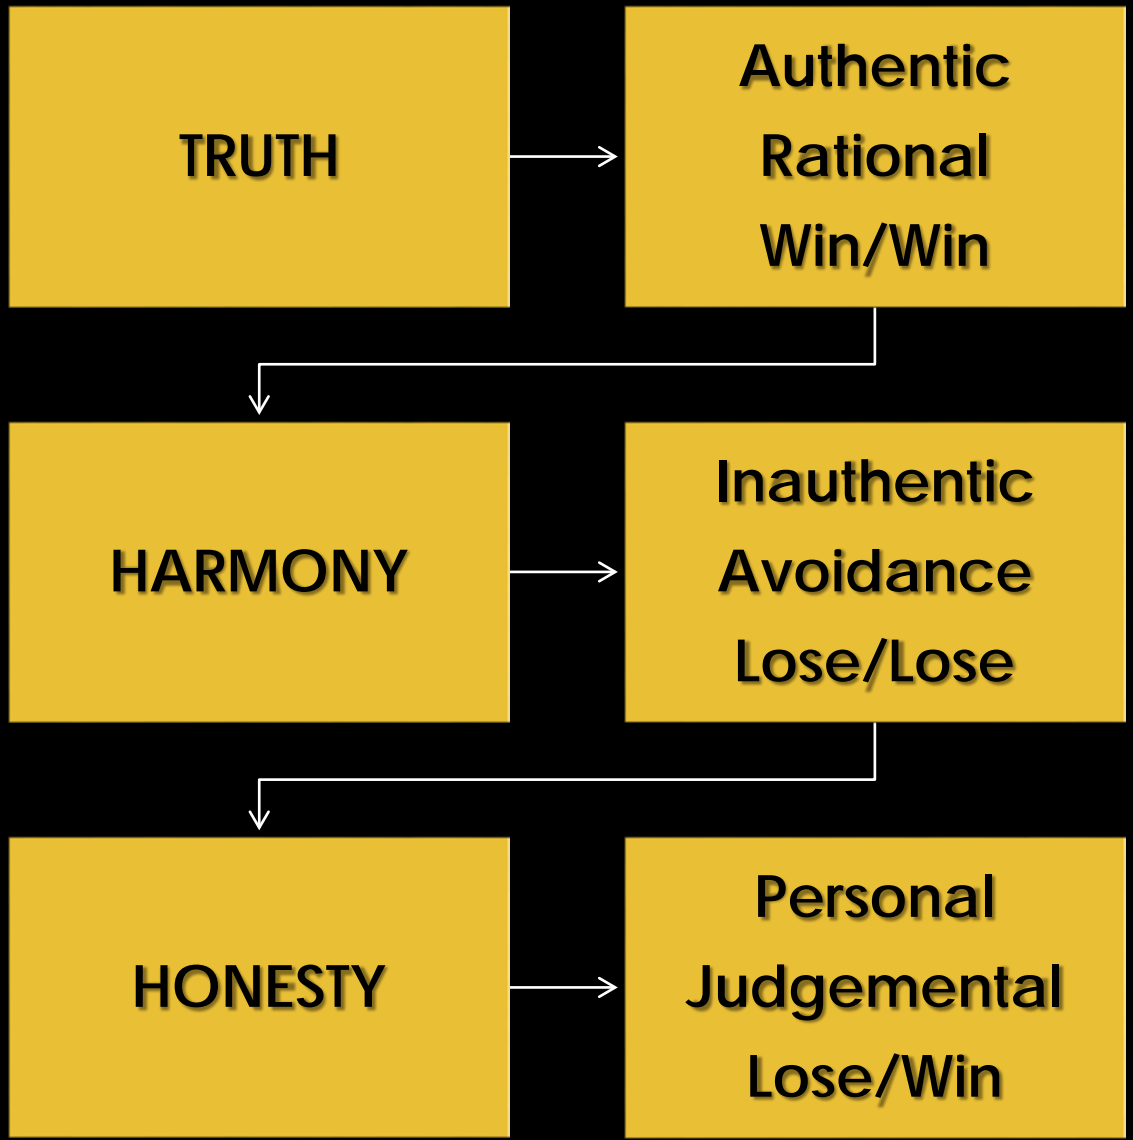 TRUTH
Authentic
Rational
Win/Win
HARMONY
Inauthentic
Avoidance
Lose/Lose
HONESTY
Personal
Judgemental
Lose/Win